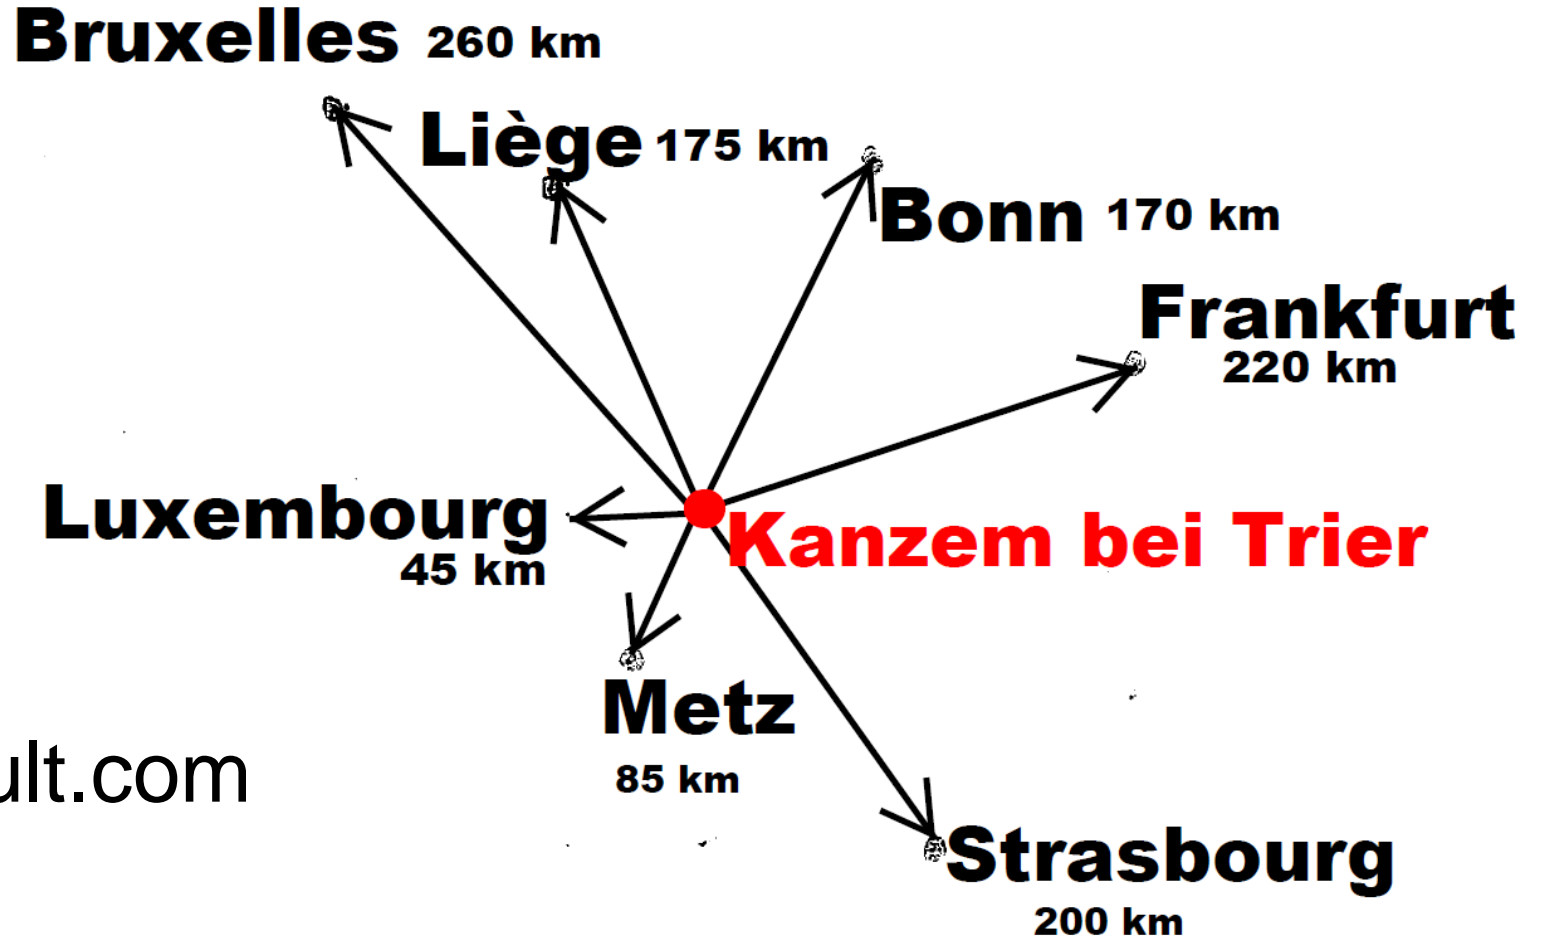 Bruxelles 260 km
Liège 175 km
Bonn 170 km
Frankfurt
220 km
Luxembourg
45 km
Kanzem bei Trier
Metz
85 km
ult.com
Strasbourg
200 km